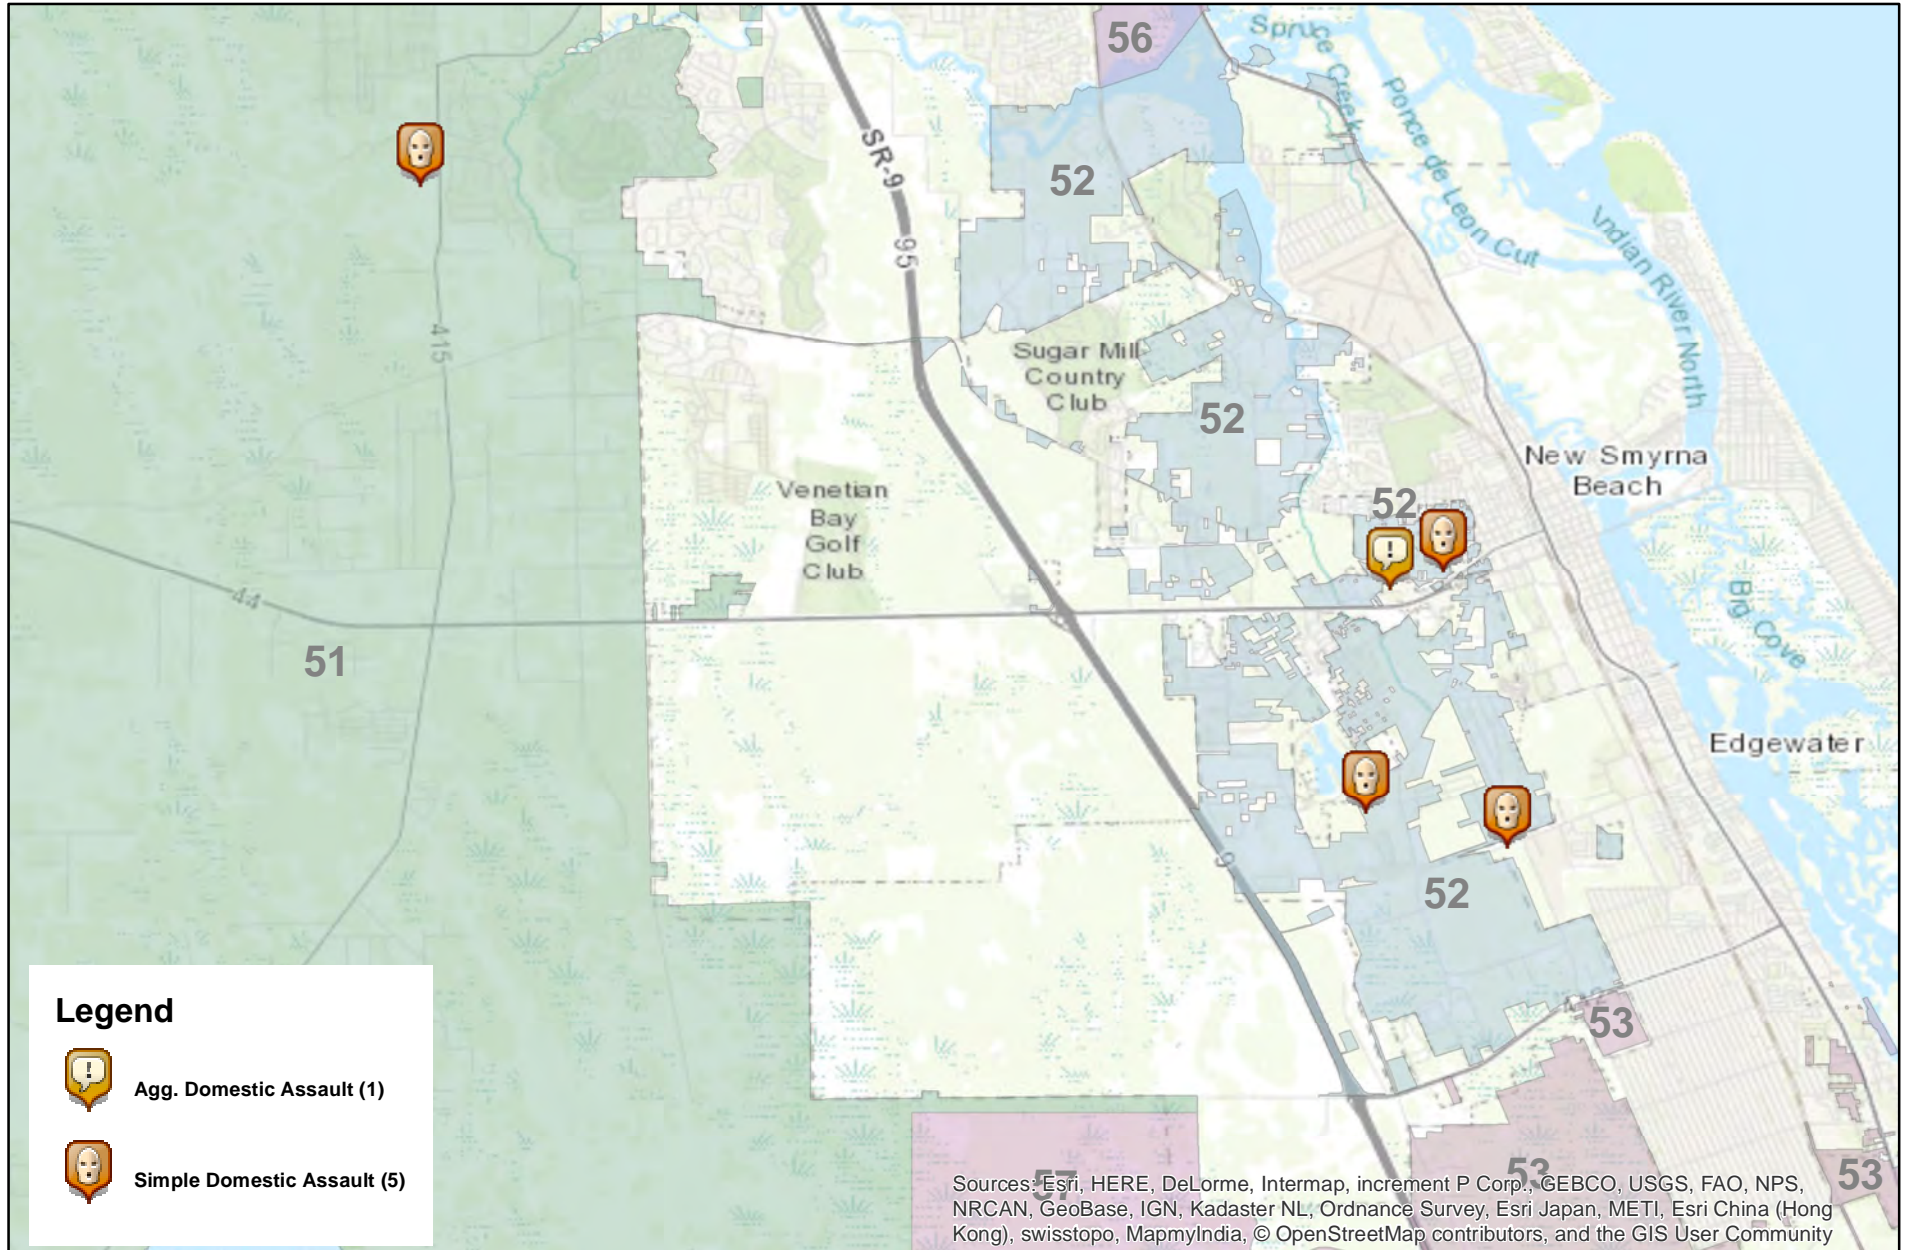 56
Spruce Creek
Ponce de Leon Cut
SR-9
52
Indian River North
95
415
Sugar Mill
Country
Club
52
New Smyrna
Beach
Venetian
Bay
Golf
Club
52
44
Big Cove
51
Edgewater
9
52
53
Legend
Agg. Domestic Assault (1)
Simple Domestic Assault (5)
57
53
53
Sources: Esri, HERE, DeLorme, Intermap, increment P Corp., GEBCO, USGS, FAO, NPS,
NRCAN, GeoBase, IGN, Kadaster NL, Ordnance Survey, Esri Japan, METI, Esri China (Hong
Kong), swisstopo, MapmyIndia, © OpenStreetMap contributors, and the GIS User Community